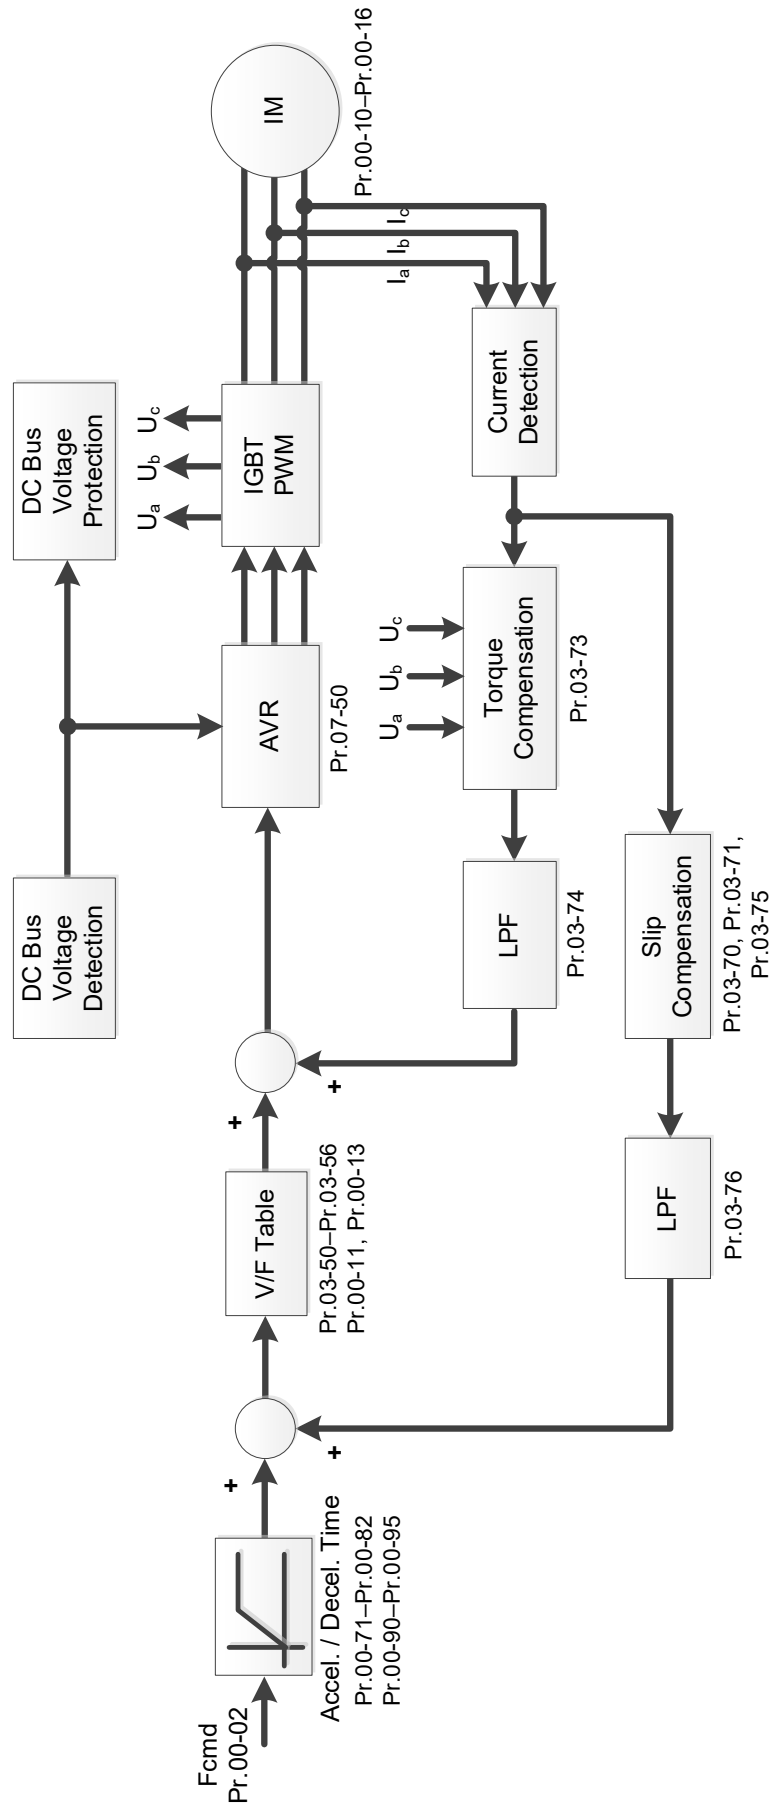 Fcmd
Pr.00-02
Accel. / Decel. Time
Pr.00-71–Pr.00-82
Pr.00-90–Pr.00-95
+
+
V/F Table
Pr.03-50–Pr.03-56
Pr.00-11, Pr.00-13
+
+
DC Bus
Voltage
Detection
DC Bus
Voltage
Protection
AVR
Pr.07-50
IGBT
PWM
Ua
Ub
Uc
IM
Pr.00-10–Pr.00-16
Ia
Ib
Ic
Current
Detection
Ua
Ub
Uc
Torque
Compensation
Pr.03-73
LPF
Pr.03-74
Slip
Compensation
Pr.03-70, Pr.03-71,
Pr.03-75
LPF
Pr.03-76